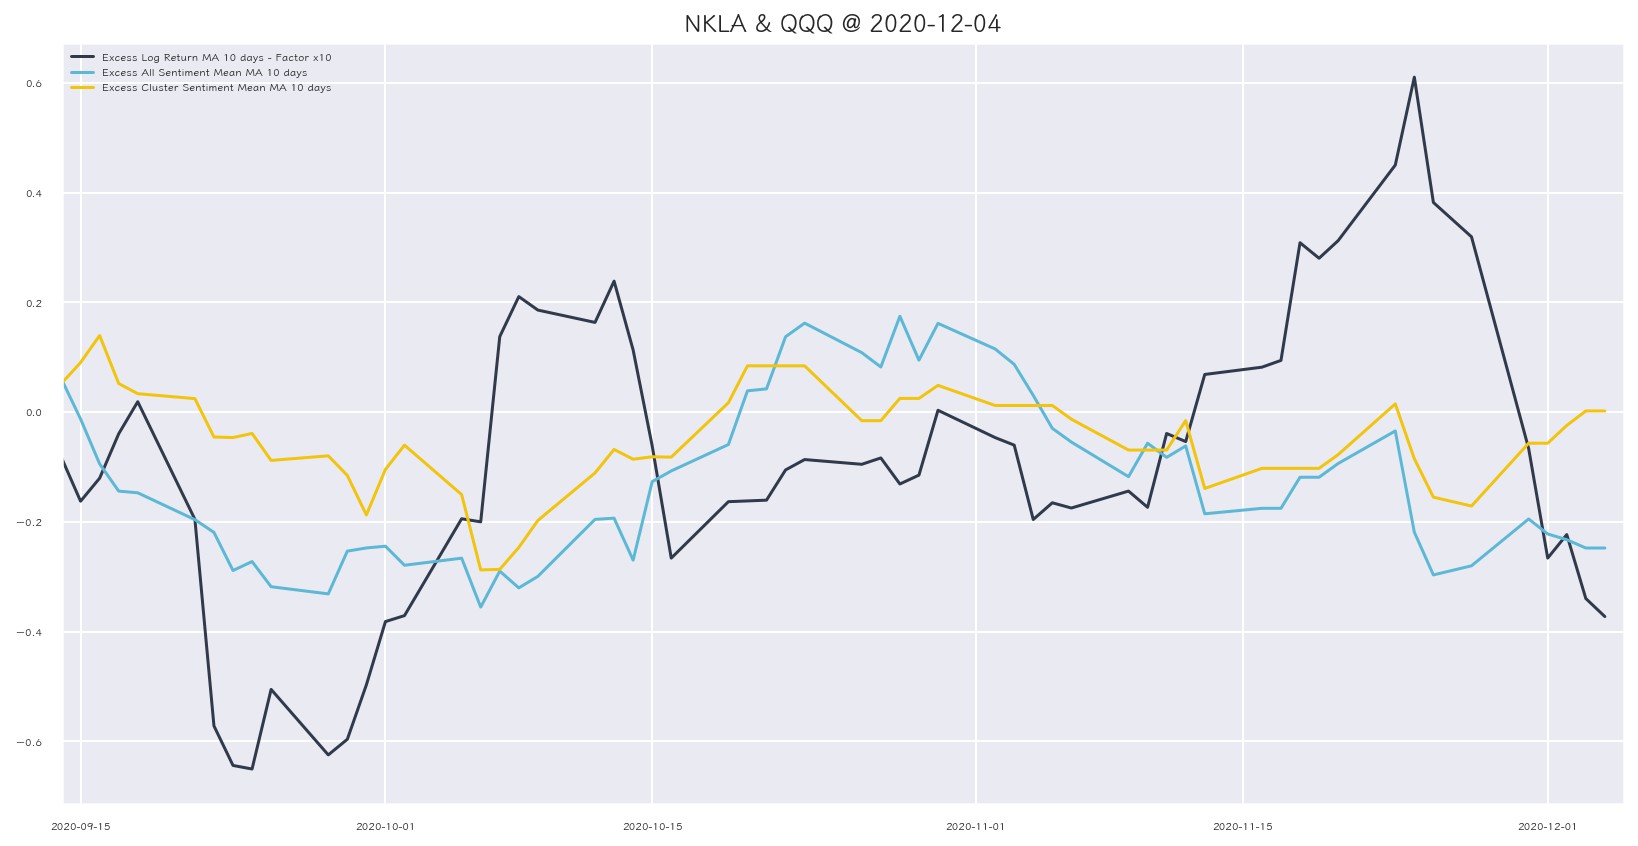 NKLA & QQQ @ 2020-12-04
Excess Log Return MA 10 days - Factor x10
Excess All Sentiment Mean MA 10 days
Excess Cluster Sentiment Mean MA 10 days
0.6
0.4
0.2
0.0
−0.2
−0.4
−0.6
2020-09-15 2020-10-01 2020-10-15 2020-11-01 2020-11-15 2020-12-01